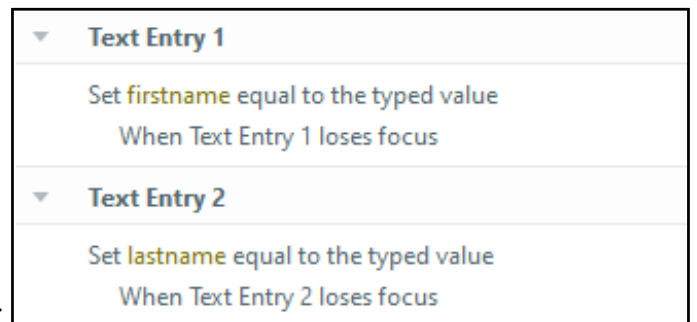 Text Entry 1
Set firstname equal to the typed value
When Text Entry 1 loses focus
Text Entry 2
Set lastname equal to the typed value
When Text Entry 2 loses focus